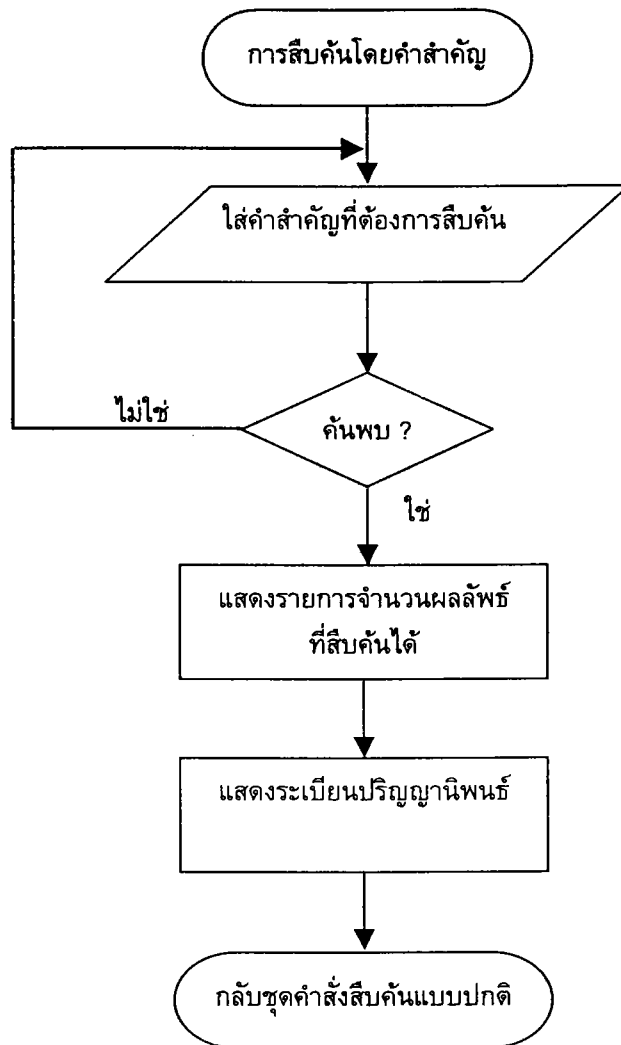 การสืบค้นโดยคำสำคัญ
ใส่คำสำคัญที่ต้องการสืบค้น
ค้นพบ ?
ไม่ใช่
ใช่
แสดงรายการจำนวนผลลัพธ์
ที่สืบค้นได้
แสดงระเบียนปริญญานิพนธ์
กลับชุดคำสั่งสืบค้นแบบปกติ